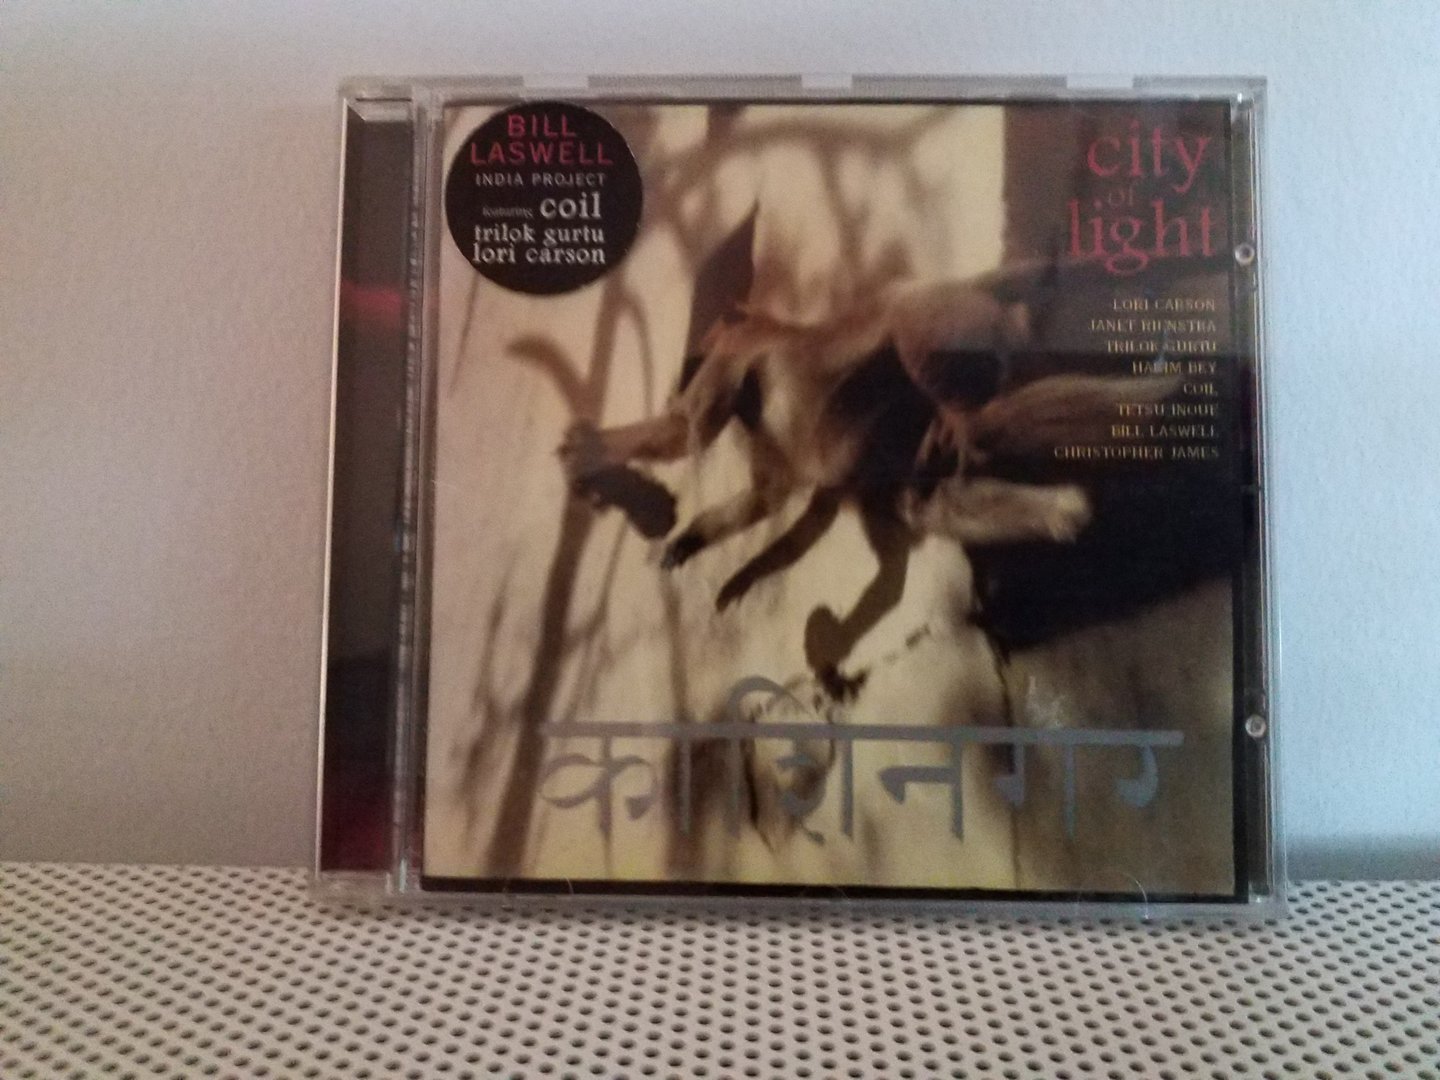 BILL
LASWELL
INDIA PROJECT
featuring coil
trilok gurtu
lori carson
city
of
light
LORI CARSON
JANET RIENSTRA
TRILOK GURTU
HAKIM BEY
COIL
TETSU INOUE
BILL LASWELL
CHRISTOPHER JAMES
काशिनगर